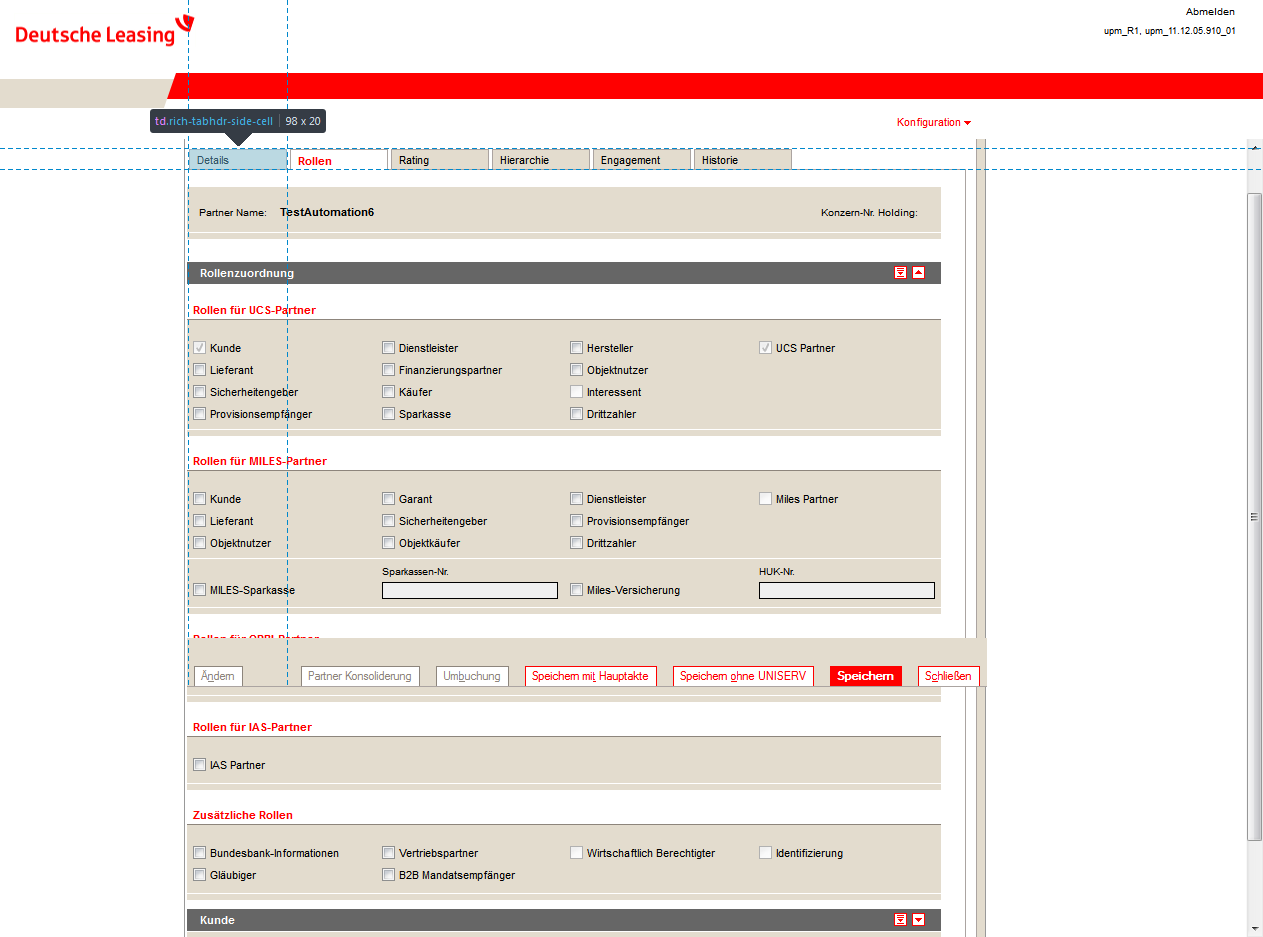 Deutsche Leasing
Abmelden
upm_R1, upm_11.12.05.910_01
Konfiguration
td.rich-tabhdr-side-cell 98 x 20
Details Rollen Rating Hierarchie Engagement Historie
Partner Name: TestAutomation6 Konzern-Nr. Holding:
Rollenzuordnung
Rollen für UCS-Partner
Kunde Dienstleister Hersteller UCS Partner
Lieferant Finanzierungspartner Objektnutzer
Sicherheitengeber Käufer Interessent
Provisionsempfänger Sparkasse Drittzahler
Rollen für MILES-Partner
Kunde Garant Dienstleister Miles Partner
Lieferant Sicherheitengeber Provisionsempfänger
Objektnutzer Objektkäufer Drittzahler
Sparkassen-Nr. HUK-Nr.
MILES-Sparkasse Miles-Versicherung
Rollen für
Ändern Partner Konsolidierung Umbuchung Speichern mit Hauptakte Speichern ohne UNISERV Speichern Schließen
Rollen für IAS-Partner
IAS Partner
Zusätzliche Rollen
Bundesbank-Informationen Vertriebspartner Wirtschaftlich Berechtigter Identifizierung
Gläubiger B2B Mandatsempfänger
Kunde